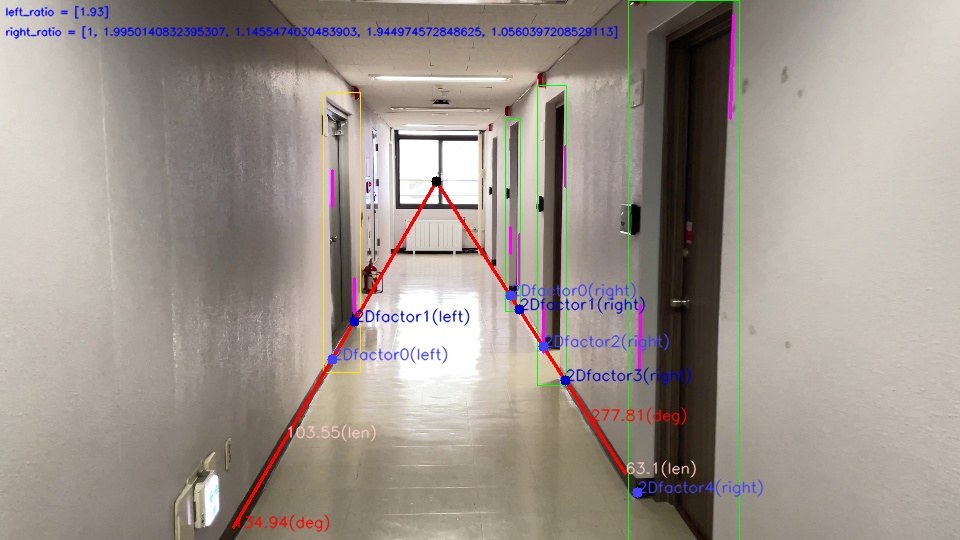 left_ratio = [1.93]
right_ratio = [1, 1.9950140832395307, 1.1455474030483903, 1.944974572848625, 1.0560397208529113]
2Dfactor0(right)
2Dfactor1(right)
2Dfactor1(left)
2Dfactor2(right)
2Dfactor0(left)
2Dfactor3(right)
277.81(deg)
103.55(len)
63.1(len)
2Dfactor4(right)
134.94(deg)